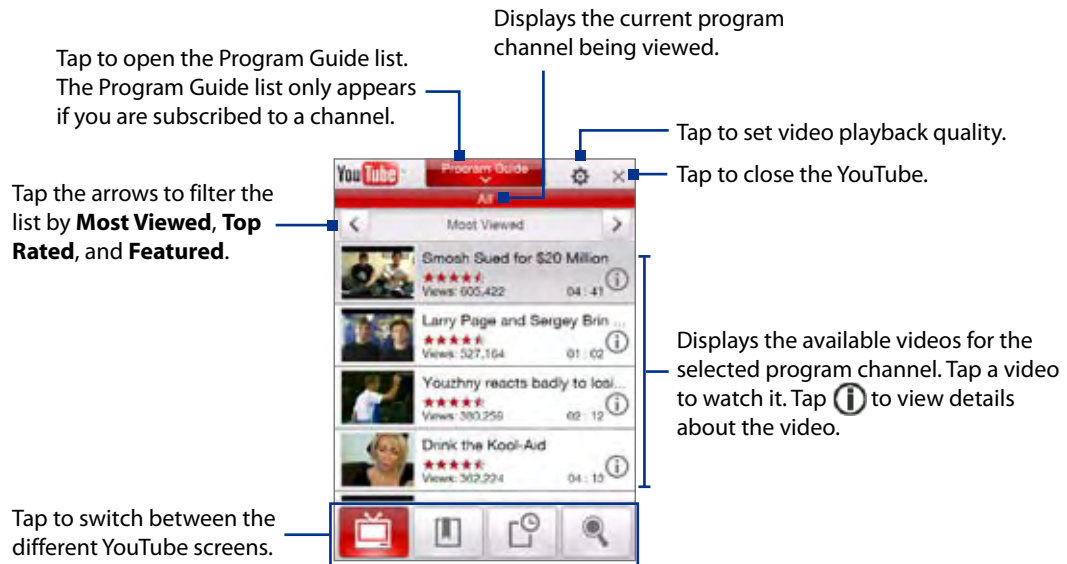 Displays the current program
channel being viewed.
Tap to open the Program Guide list.
The Program Guide list only appears
if you are subscribed to a channel.
Tap to set video playback quality.
Tap to close the YouTube.
Tap the arrows to filter the
list by Most Viewed, Top
Rated, and Featured.
YouTube
Program Guide
All
Most Viewed
Smosh Sued for $20 Million
Views: 605,422 04 : 41
Larry Page and Sergey Brin ...
Views: 527,164 01 : 02
Youzhny reacts badly to losi...
Views: 380,256 02 : 12
Drink the Kool-Aid
Views: 362,224 04 : 13
Displays the available videos for the
selected program channel. Tap a video
to watch it. Tap i to view details
about the video.
Tap to switch between the
different YouTube screens.